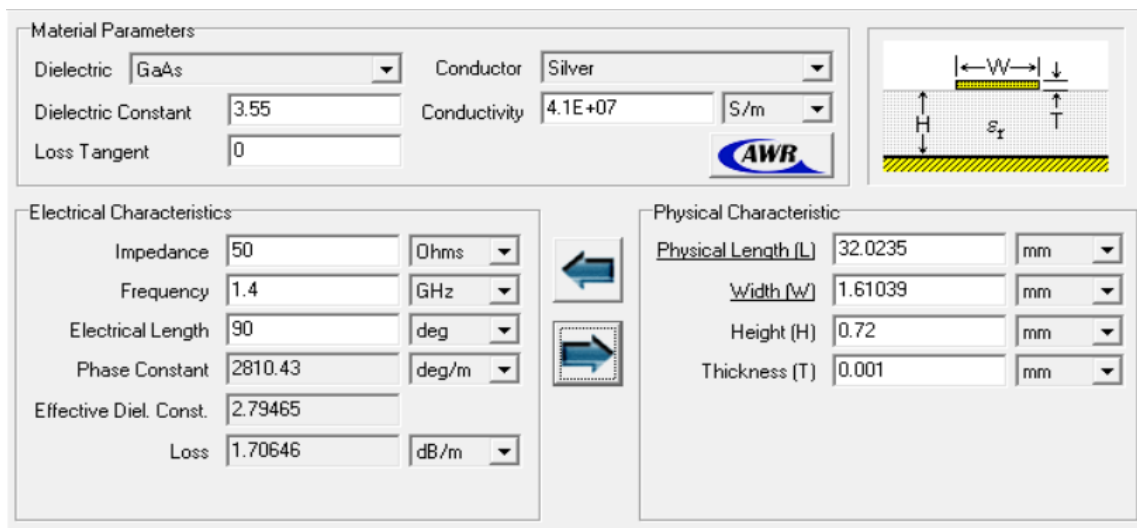 Material Parameters
Dielectric GaAs Conductor Silver
Dielectric Constant 3.55 Conductivity 4.1E+07 S/m
Loss Tangent 0 AWR
W
H εr T
Electrical Characteristics
Impedance 50 Ohms
Frequency 1.4 GHz
Electrical Length 90 deg
Phase Constant 2810.43 deg/m
Effective Diel. Const. 2.79465
Loss 1.70646 dB/m
Physical Characteristic
Physical Length (L) 32.0235 mm
Width (W) 1.61039 mm
Height (H) 0.72 mm
Thickness (T) 0.001 mm